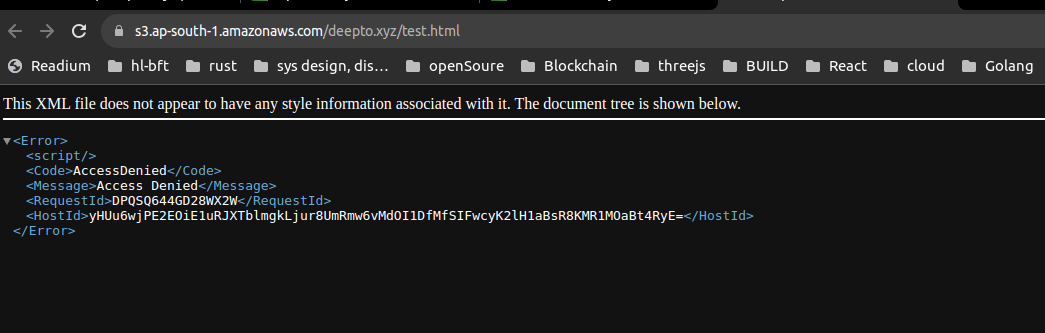 s3.ap-south-1.amazonaws.com/deepto.xyz/test.html
Readium hl-bft rust sys design, dis... openSoure Blockchain threejs BUILD React cloud Golang
This XML file does not appear to have any style information associated with it. The document tree is shown below.
▼<Error>
<script/>
<Code>AccessDenied</Code>
<Message>Access Denied</Message>
<RequestId>DPQSQ644GD28WX2W</RequestId>
<HostId>yHUu6wjPE2EOiE1uRJXTblmgkLjur8UmRmw6vMdOI1DfMfSIFwcyK2lH1aBsR8KMR1MOaBt4RyE=</HostId>
</Error>